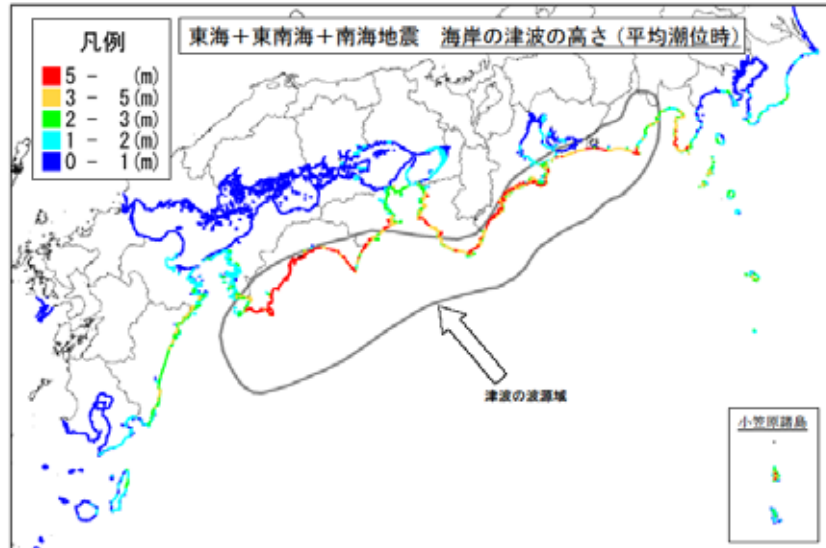 東海＋東南海＋南海地震　海岸の津波の高さ（平均潮位時）
凡例
5 -　(m)
3 - 5(m)
2 - 3(m)
1 - 2(m)
0 - 1(m)
津波の波源域
小笠原諸島